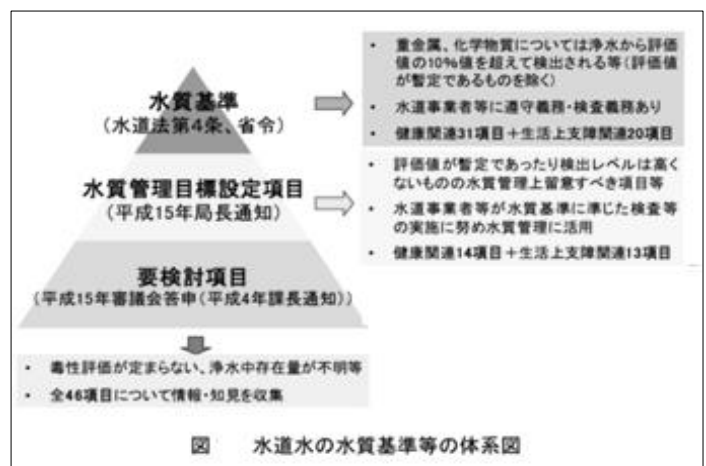 水質基準
(水道法第4条、省令)
• 重金属、化学物質については浄水から評価
値の10%値を超えて検出される等(評価値
が暫定であるものを除く)
• 水道事業者等に遵守義務・検査義務あり
• 健康関連31項目+生活上支障関連20項目
水質管理目標設定項目
(平成15年局長通知)
• 評価値が暫定であったり検出レベルは高く
ないものの水質管理上留意すべき項目等
• 水道事業者等が水質基準に準じた検査等
の実施に努め水質管理に活用
• 健康関連14項目+生活上支障関連13項目
要検討項目
(平成15年審議会答申(平成4年課長通知))
• 毒性評価が定まらない、浄水中存在量が不明等
• 全46項目について情報・知見を収集
図 水道水の水質基準等の体系図